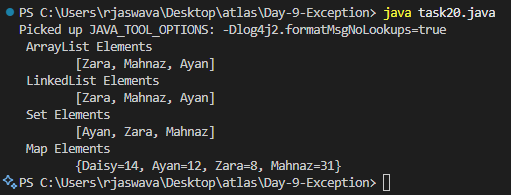 PS C:\Users\rjaswava\Desktop\atlas\Day-9-Exception> java task20.java
Picked up JAVA_TOOL_OPTIONS: -Dlog4j2.formatMsgNoLookups=true
ArrayList Elements
[Zara, Mahnaz, Ayan]
LinkedList Elements
[Zara, Mahnaz, Ayan]
Set Elements
[Ayan, Zara, Mahnaz]
Map Elements
{Daisy=14, Ayan=12, Zara=8, Mahnaz=31}
PS C:\Users\rjaswava\Desktop\atlas\Day-9-Exception>